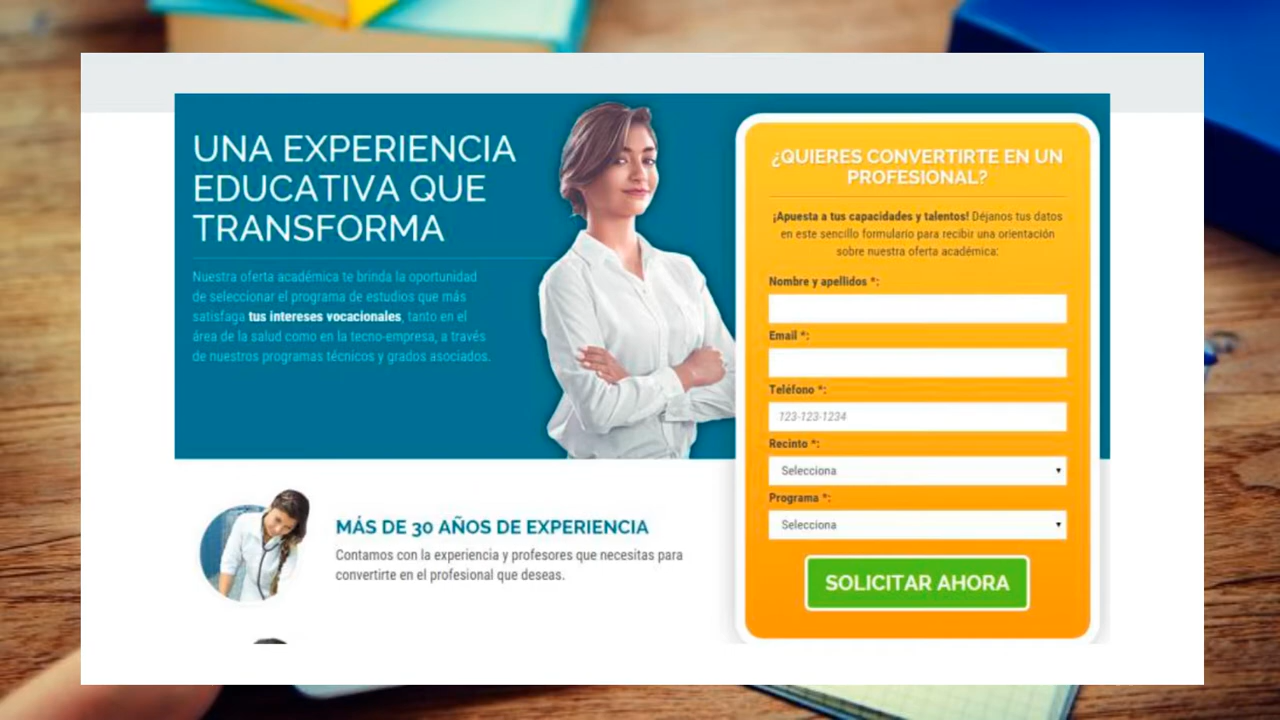 UNA EXPERIENCIA
EDUCATIVA QUE
TRANSFORMA
Nuestra oferta académica te brinda la oportunidad
de seleccionar el programa de estudios que más
satisfaga tus intereses vocacionales, tanto en el
área de la salud como en la tecno-empresa, a través
de nuestros programas técnicos y grados asociados.
MÁS DE 30 AÑOS DE EXPERIENCIA
Contamos con la experiencia y profesores que necesitas para
convertirte en el profesional que deseas.
¿QUIERES CONVERTIRTE EN UN
PROFESIONAL?
¡Apuesta a tus capacidades y talentos! Déjanos tus datos
en este sencillo formulario para recibir una orientación
sobre nuestra oferta académica:
Nombre y apellidos *:
Email *:
Teléfono *:
123-123-1234
Recinto *:
Selecciona
Programa *:
Selecciona
SOLICITAR AHORA